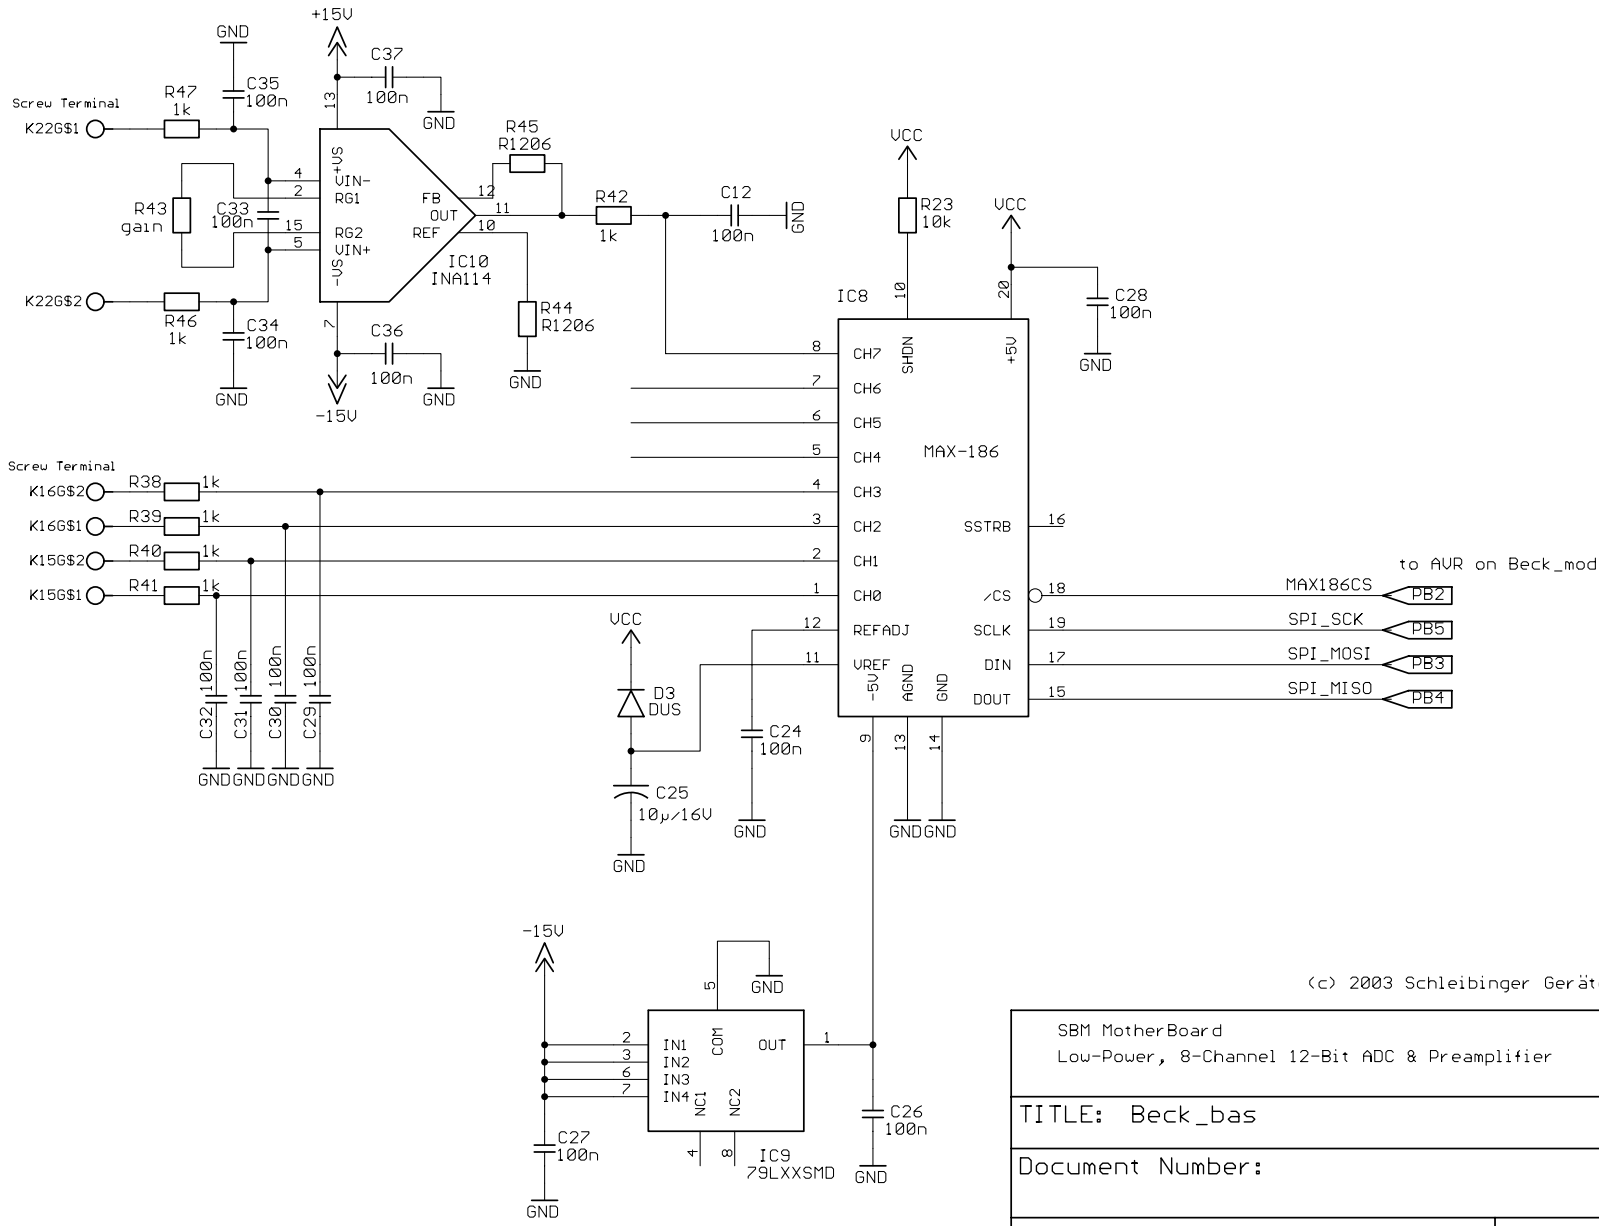 +15V
GND
C37
100n
GND
C35
100n
R47
1k
Screw Terminal
K22G$1
13
+VS
4
VIN-
2
RG1
R43
gain
C33
100n
15
RG2
5
VIN+
-VS
FB
12
OUT
11
REF
10
IC10
INA114
R45
R1206
R42
1k
C12
100n
GND
K22G$2
R46
1k
C34
100n
GND
7
C36
100n
GND
-15V
R44
R1206
GND
VCC
R23
10k
VCC
10
20
C28
100n
GND
IC8
SHDN
+5V
8
CH7
7
CH6
6
CH5
5
CH4
MAX-186
Screw Terminal
K16G$2
R38
1k
4
CH3
K16G$1
R39
1k
3
CH2
SSTRB
16
K15G$2
R40
1k
2
CH1
K15G$1
R41
1k
1
CH0
to AVR on Beck_mod
/CS
18
MAX186CS
PB2
12
REFADJ
SCLK
19
SPI_SCK
PB5
11
VREF
DIN
17
SPI_MOSI
PB3
-5V
AGND
GND
DOUT
15
SPI_MISO
PB4
9
13
14
C32
100n
C31
100n
C30
100n
C29
100n
GND
GND
GND
GND
VCC
D3
DUS
C25
10µ/16V
GND
C24
100n
GND
GND
GND
-15V
5
GND
COM
2
IN1
3
IN2
6
IN3
7
IN4
OUT
1
NC1
NC2
4
8
IC9
79LXXSMD
C27
100n
GND
C26
100n
GND
(c) 2003 Schleibinger Gerät
SBM MotherBoard
Low-Power, 8-Channel 12-Bit ADC & Preamplifier
TITLE: Beck_bas
Document Number: